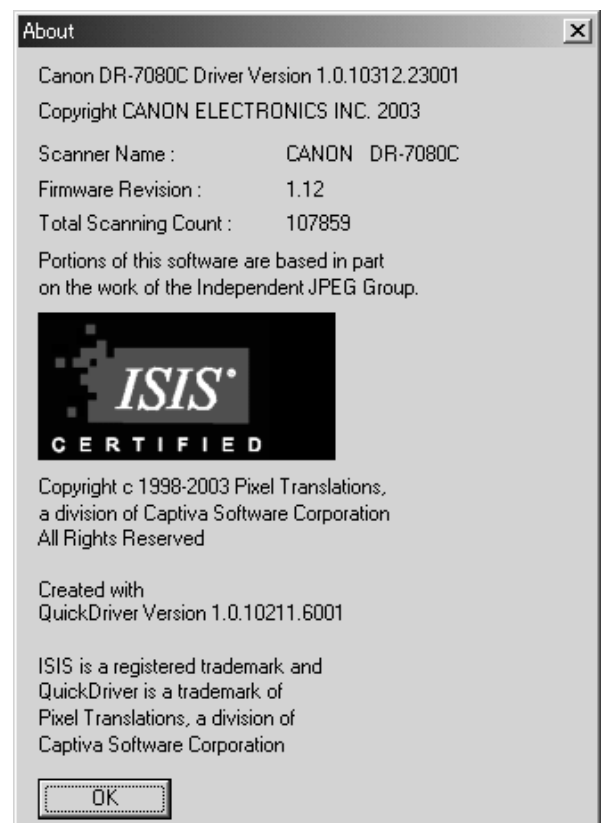 About
Canon DR-7080C Driver Version 1.0.10312.23001
Copyright CANON ELECTRONICS INC. 2003
Scanner Name : CANON DR-7080C
Firmware Revision : 1.12
Total Scanning Count : 107859
Portions of this software are based in part
on the work of the Independent JPEG Group.
ISIS
CERTIFIED
Copyright c 1998-2003 Pixel Translations,
a division of Captiva Software Corporation
All Rights Reserved
Created with
QuickDriver Version 1.0.10211.6001
ISIS is a registered trademark and
QuickDriver is a trademark of
Pixel Translations, a division of
Captiva Software Corporation
OK